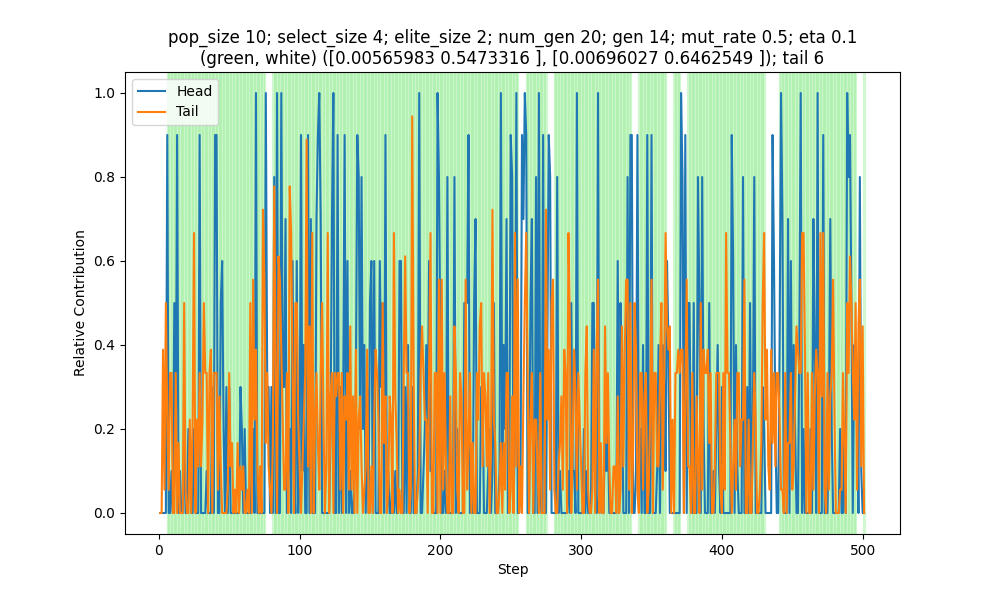 pop_size 10; select_size 4; elite_size 2; num_gen 20; gen 14; mut_rate 0.5; eta 0.1
(green, white) ([0.00565983 0.5473316 ], [0.00696027 0.6462549 ]); tail 6
Head
Tail
Relative Contribution
1.0
0.8
0.6
0.4
0.2
0.0
0 100 200 300 400 500
Step